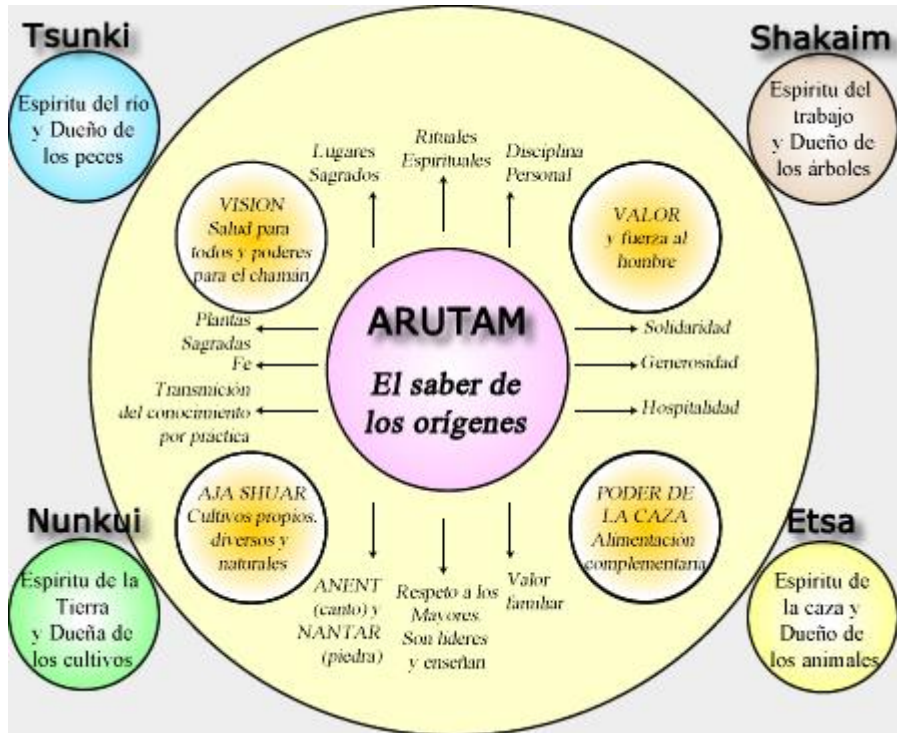 Tsunki
Espíritu del río
y Dueño de
los peces
Shakaim
Espíritu del
trabajo
y Dueño de
los árboles
Lugares
Sagrados
Rituales
Espirituales
Disciplina
Personal
VISION
Salud para
todos y poderes
para el chamán
VALOR
y fuerza al
hombre
ARUTAM
El saber de
los orígenes
Plantas
Sagradas
Fe
Transmición
del conocimiento
por práctica
Solidaridad
Generosidad
Hospitalidad
AJA SHUAR
Cultivos propios.
diversos y
naturales
PODER DE
LA CAZA
Alimentación
complementaria
ANENT
(canto) y
NANTAR
(piedra)
Respeto a los
Mayores.
Son líderes
y enseñan
Valor
familiar
Nunkui
Espíritu de la
Tierra
y Dueña de
los cultivos
Etsa
Espíritu de
la caza y
Dueño de
los animales